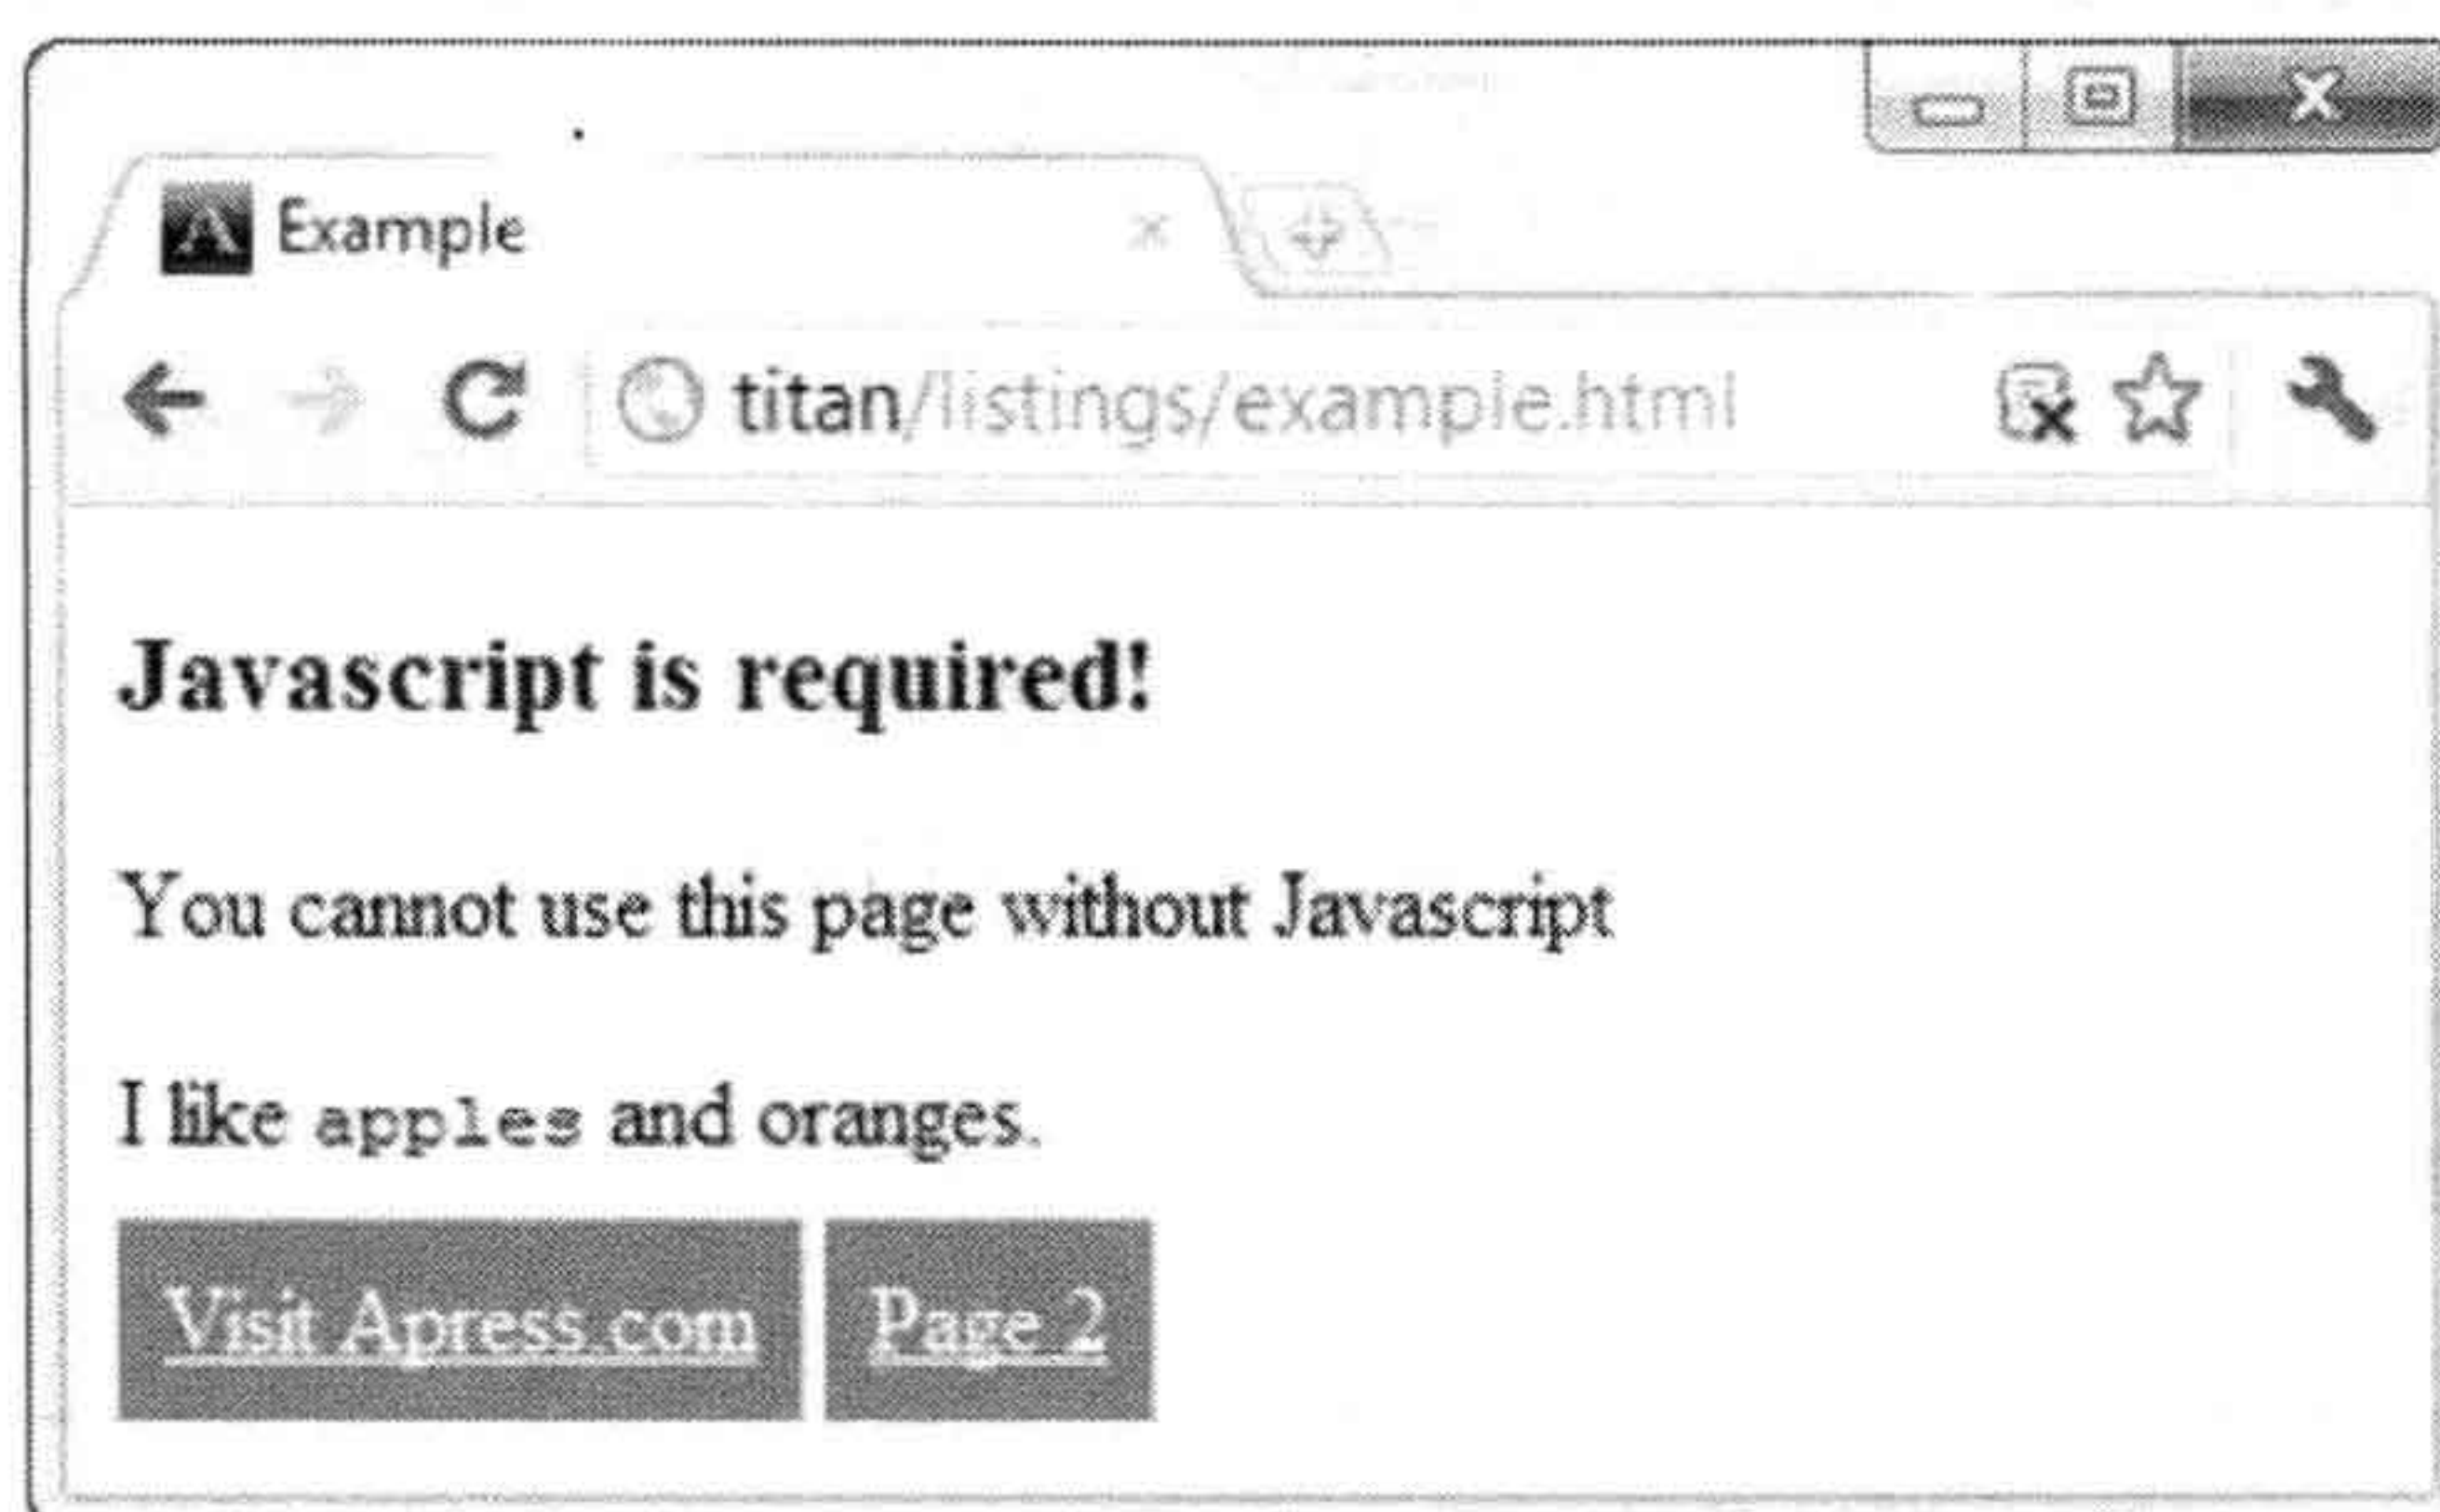 A Example
titan/listings/example.html
Javascript is required!
You cannot use this page without Javascript
I like apples and oranges.
Visit Apress.com Page 2